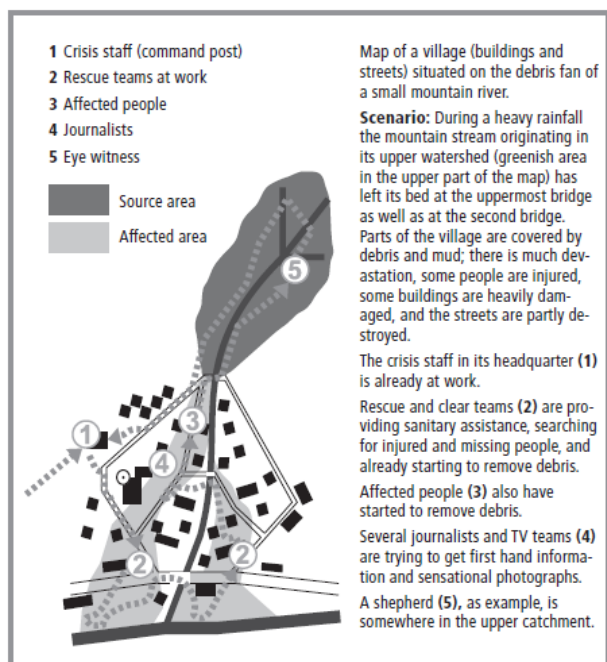 1 Crisis staff (command post)
2 Rescue teams at work
3 Affected people
4 Journalists
5 Eye witness
Source area
Affected area
5
3
1
4
2
2
Map of a village (buildings and
streets) situated on the debris fan of
a small mountain river.
Scenario: During a heavy rainfall
the mountain stream originating in
its upper watershed (greenish area
in the upper part of the map) has
left its bed at the uppermost bridge
as well as at the second bridge.
Parts of the village are covered by
debris and mud; there is much dev-
astation, some people are injured,
some buildings are heavily dam-
aged, and the streets are partly de-
stroyed.
The crisis staff in its headquarter (1)
is already at work.
Rescue and clear teams (2) are pro-
viding sanitary assistance, searching
for injured and missing people, and
already starting to remove debris.
Affected people (3) also have
started to remove debris.
Several journalists and TV teams (4)
are trying to get first hand informa-
tion and sensational photographs.
A shepherd (5), as example, is
somewhere in the upper catchment.